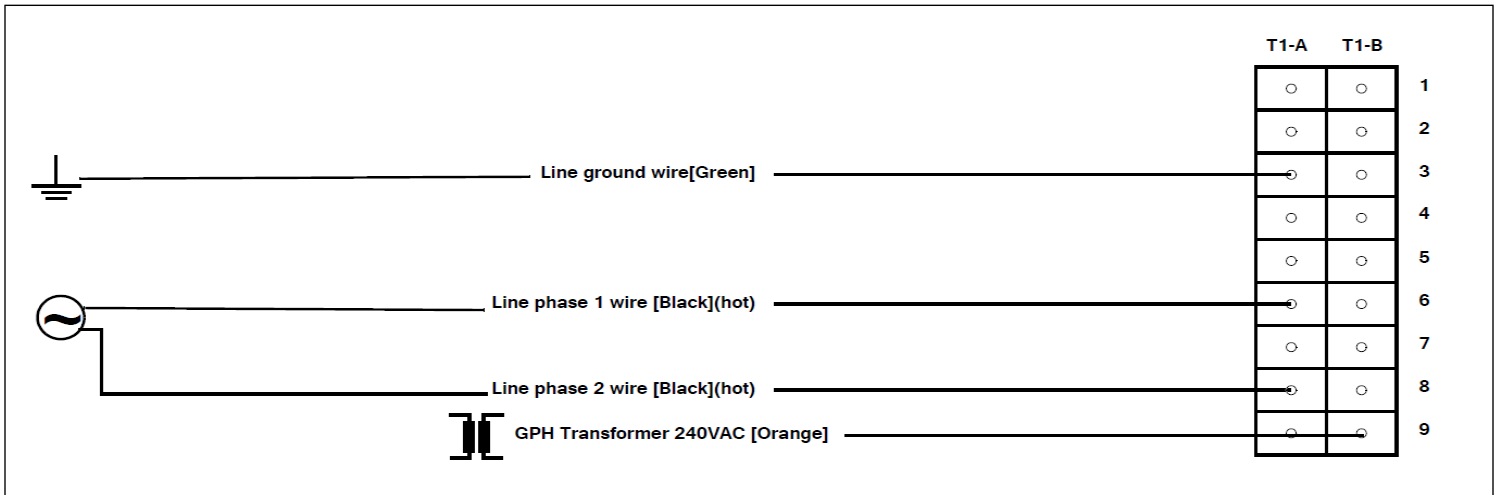 T1-A T1-B
1
2
Line ground wire[Green] 3
4
5
Line phase 1 wire [Black](hot) 6
7
Line phase 2 wire [Black](hot) 8
GPH Transformer 240VAC [Orange] 9